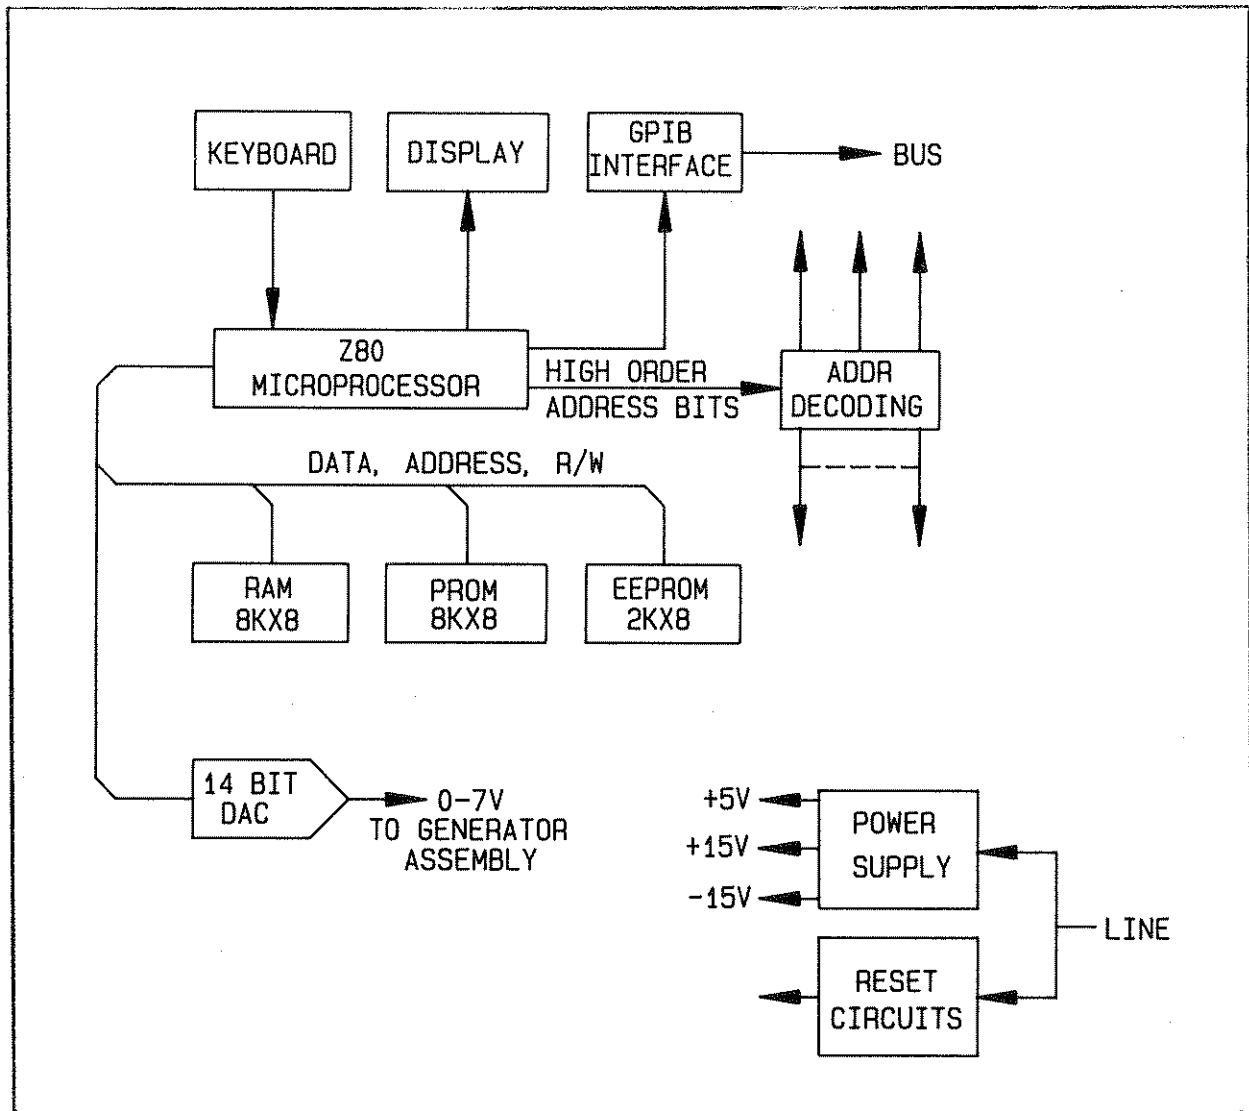 KEYBOARD
DISPLAY
GPIB
INTERFACE
BUS
Z80
MICROPROCESSOR
HIGH ORDER
ADDRESS BITS
ADDR
DECODING
DATA, ADDRESS, R/W
RAM
8KX8
PROM
8KX8
EEPROM
2KX8
14 BIT
DAC
0-7V
TO GENERATOR
ASSEMBLY
+5V
+15V
-15V
POWER
SUPPLY
LINE
RESET
CIRCUITS